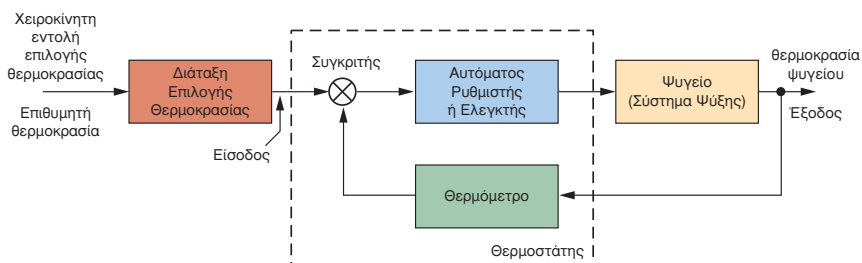 Χειροκίνητη
εντολή
επιλογής
θερμοκρασίας
Επιθυμητή
θερμοκρασία
Διάταξη
Επιλογής
Θερμοκρασίας
Είσοδος
Συγκριτής
Αυτόματος
Ρυθμιστής
ή Ελεγκτής
Ψυγείο
(Σύστημα Ψύξης)
θερμοκρασία
ψυγείου
Έξοδος
Θερμόμετρο
Θερμοστάτης